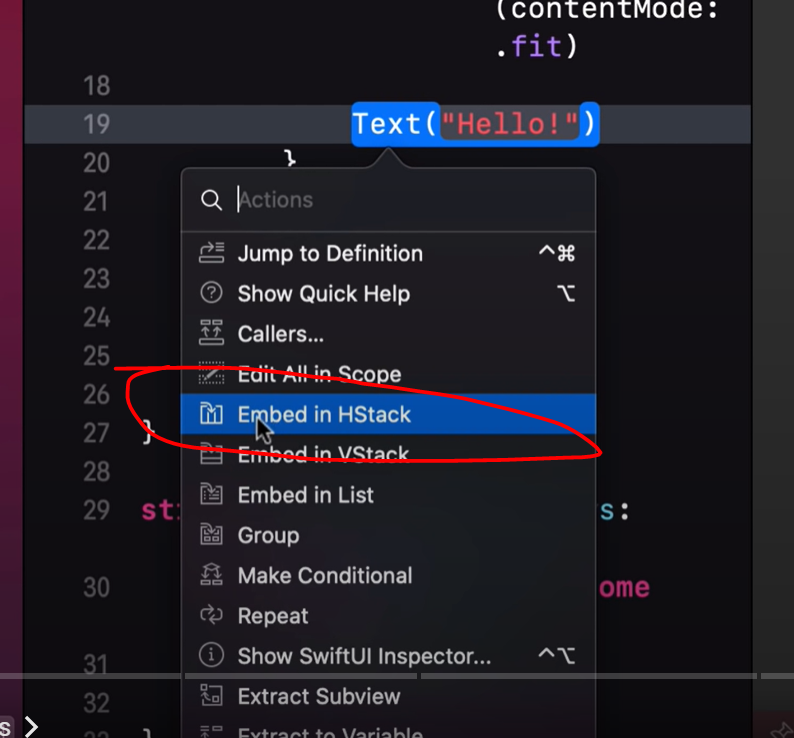 (contentMode:
.fit)
18
19 Text("Hello!")
20 }
21 Actions
22
Jump to Definition ^⌘
23 Show Quick Help ⌥
24
Callers...
25
Edit All in Scope
26
Embed in HStack
27 }
Embed in VStack
28
Embed in List
29 s:
Group
30 Make Conditional ome
Repeat
31 Show SwiftUI Inspector... ^⌥
32 Extract Subview
Extract to Variable
s >